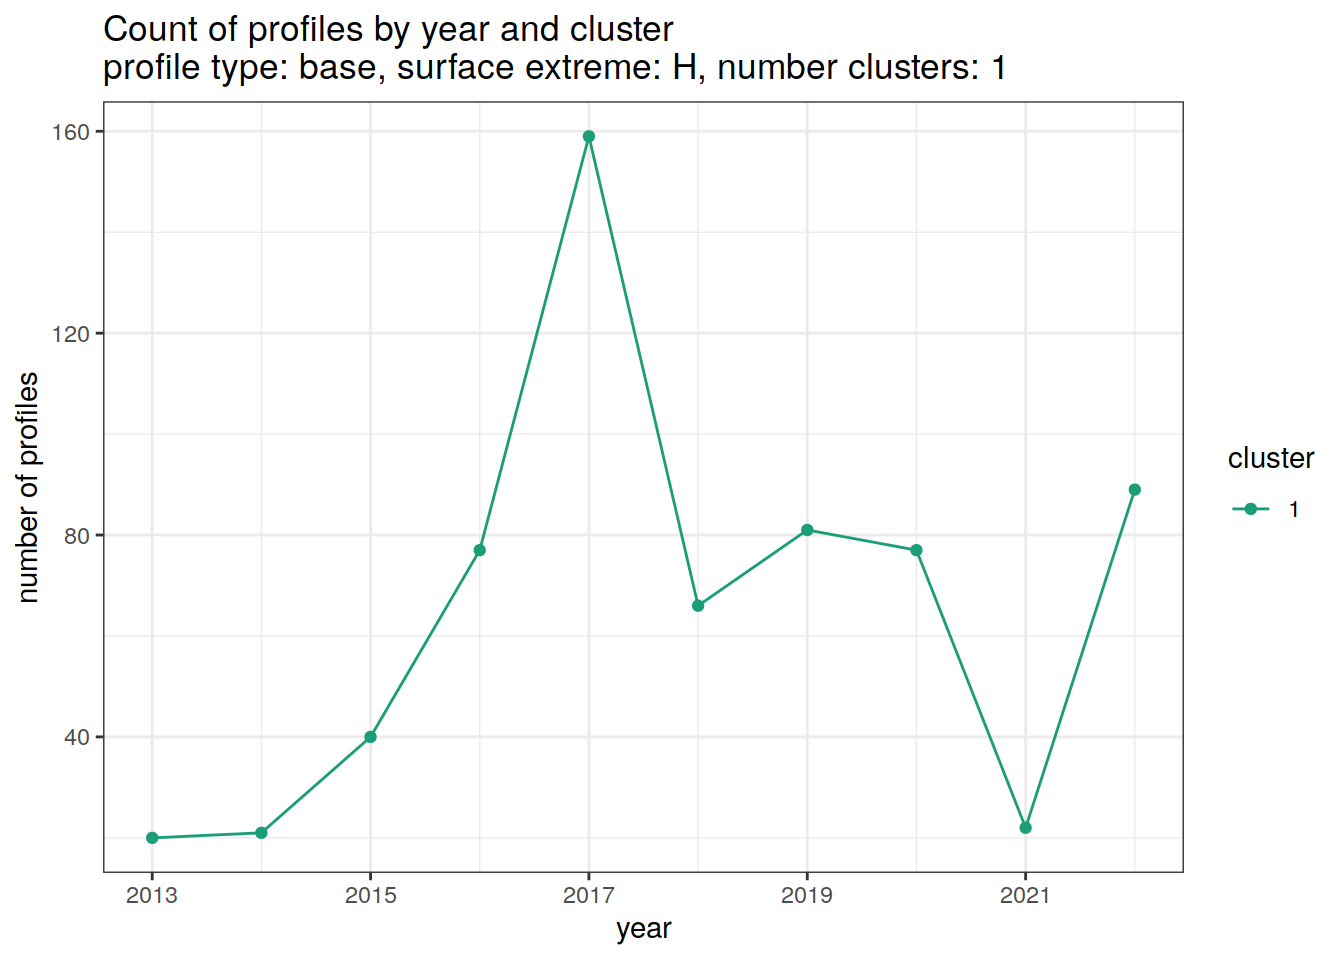 Count of profiles by year and cluster
profile type: base, surface extreme: H, number clusters: 1
160
120
80
40
number of profiles
2013 2015 2017 2019 2021
year
cluster
1